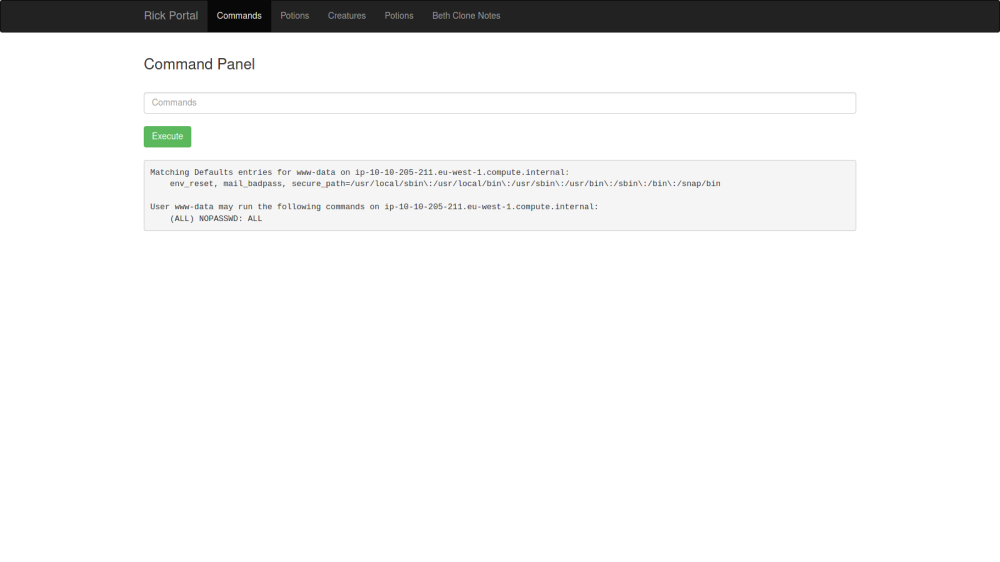 Rick Portal Commands Potions Creatures Potions Beth Clone Notes
Command Panel
Commands
Execute
Matching Defaults entries for www-data on ip-10-10-205-211.eu-west-1.compute.internal:
    env_reset, mail_badpass, secure_path=/usr/local/sbin\:/usr/local/bin\:/usr/sbin\:/usr/bin\:/sbin\:/bin\:/snap/bin
User www-data may run the following commands on ip-10-10-205-211.eu-west-1.compute.internal:
    (ALL) NOPASSWD: ALL